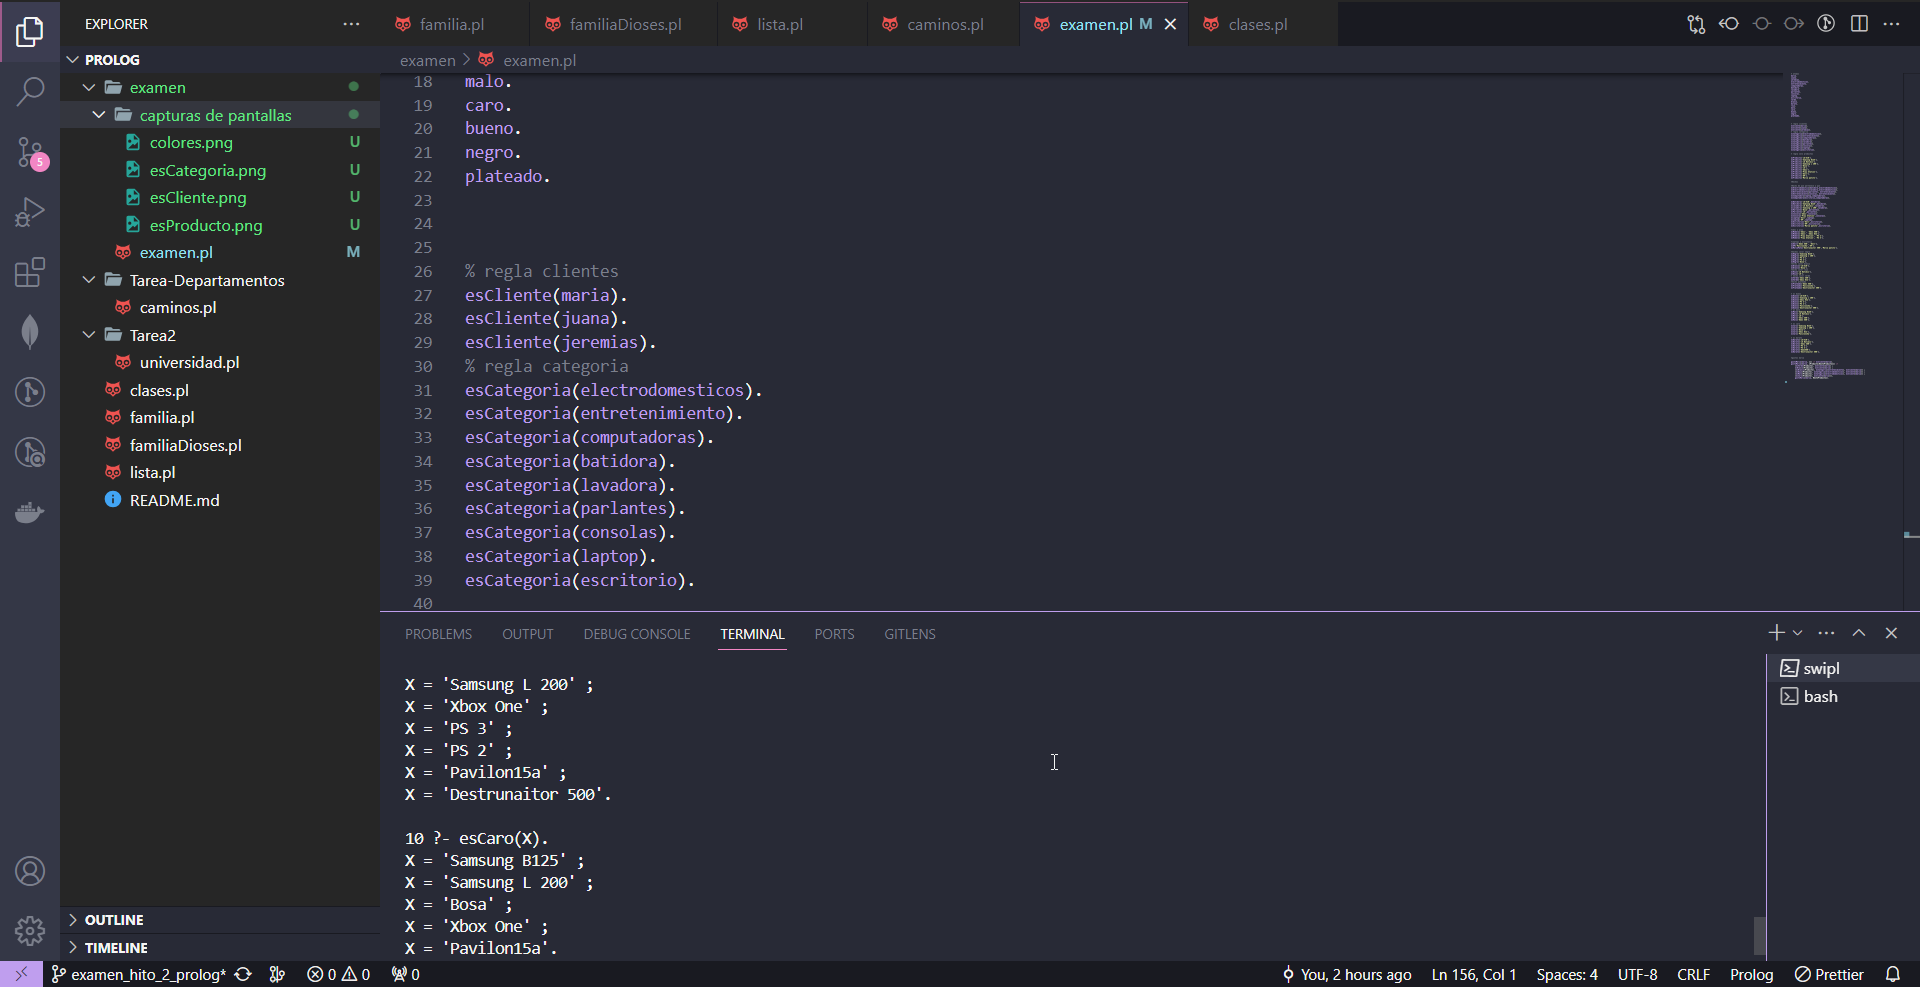 EXPLORER
PROLOG
examen
capturas de pantallas
colores.png U
esCategoria.png U
esCliente.png U
esProducto.png U
examen.pl M
Tarea-Departamentos
caminos.pl
Tarea2
universidad.pl
clases.pl
familia.pl
familiaDioses.pl
lista.pl
README.md
OUTLINE
TIMELINE
5
familia.pl familiaDioses.pl lista.pl caminos.pl examen.pl M clases.pl
examen > examen.pl
18 malo.
19 caro.
20 bueno.
21 negro.
22 plateado.
23
24
25
26 % regla clientes
27 esCliente(maria).
28 esCliente(juana).
29 esCliente(jeremias).
30 % regla categoria
31 esCategoria(electrodomesticos).
32 esCategoria(entretenimiento).
33 esCategoria(computadoras).
34 esCategoria(batidora).
35 esCategoria(lavadora).
36 esCategoria(parlantes).
37 esCategoria(consolas).
38 esCategoria(laptop).
39 esCategoria(escritorio).
40
PROBLEMS OUTPUT DEBUG CONSOLE TERMINAL PORTS GITLENS
X = 'Samsung L 200' ;
X = 'Xbox One' ;
X = 'PS 3' ;
X = 'PS 2' ;
X = 'Pavilon15a' ;
X = 'Destrunaitor 500'.
10 ?- esCaro(X).
X = 'Samsung B125' ;
X = 'Samsung L 200' ;
X = 'Bosa' ;
X = 'Xbox One' ;
X = 'Pavilon15a'.
swipl
bash
examen_hito_2_prolog* 0 0 0 You, 2 hours ago Ln 156, Col 1 Spaces: 4 UTF-8 CRLF Prolog Prettier